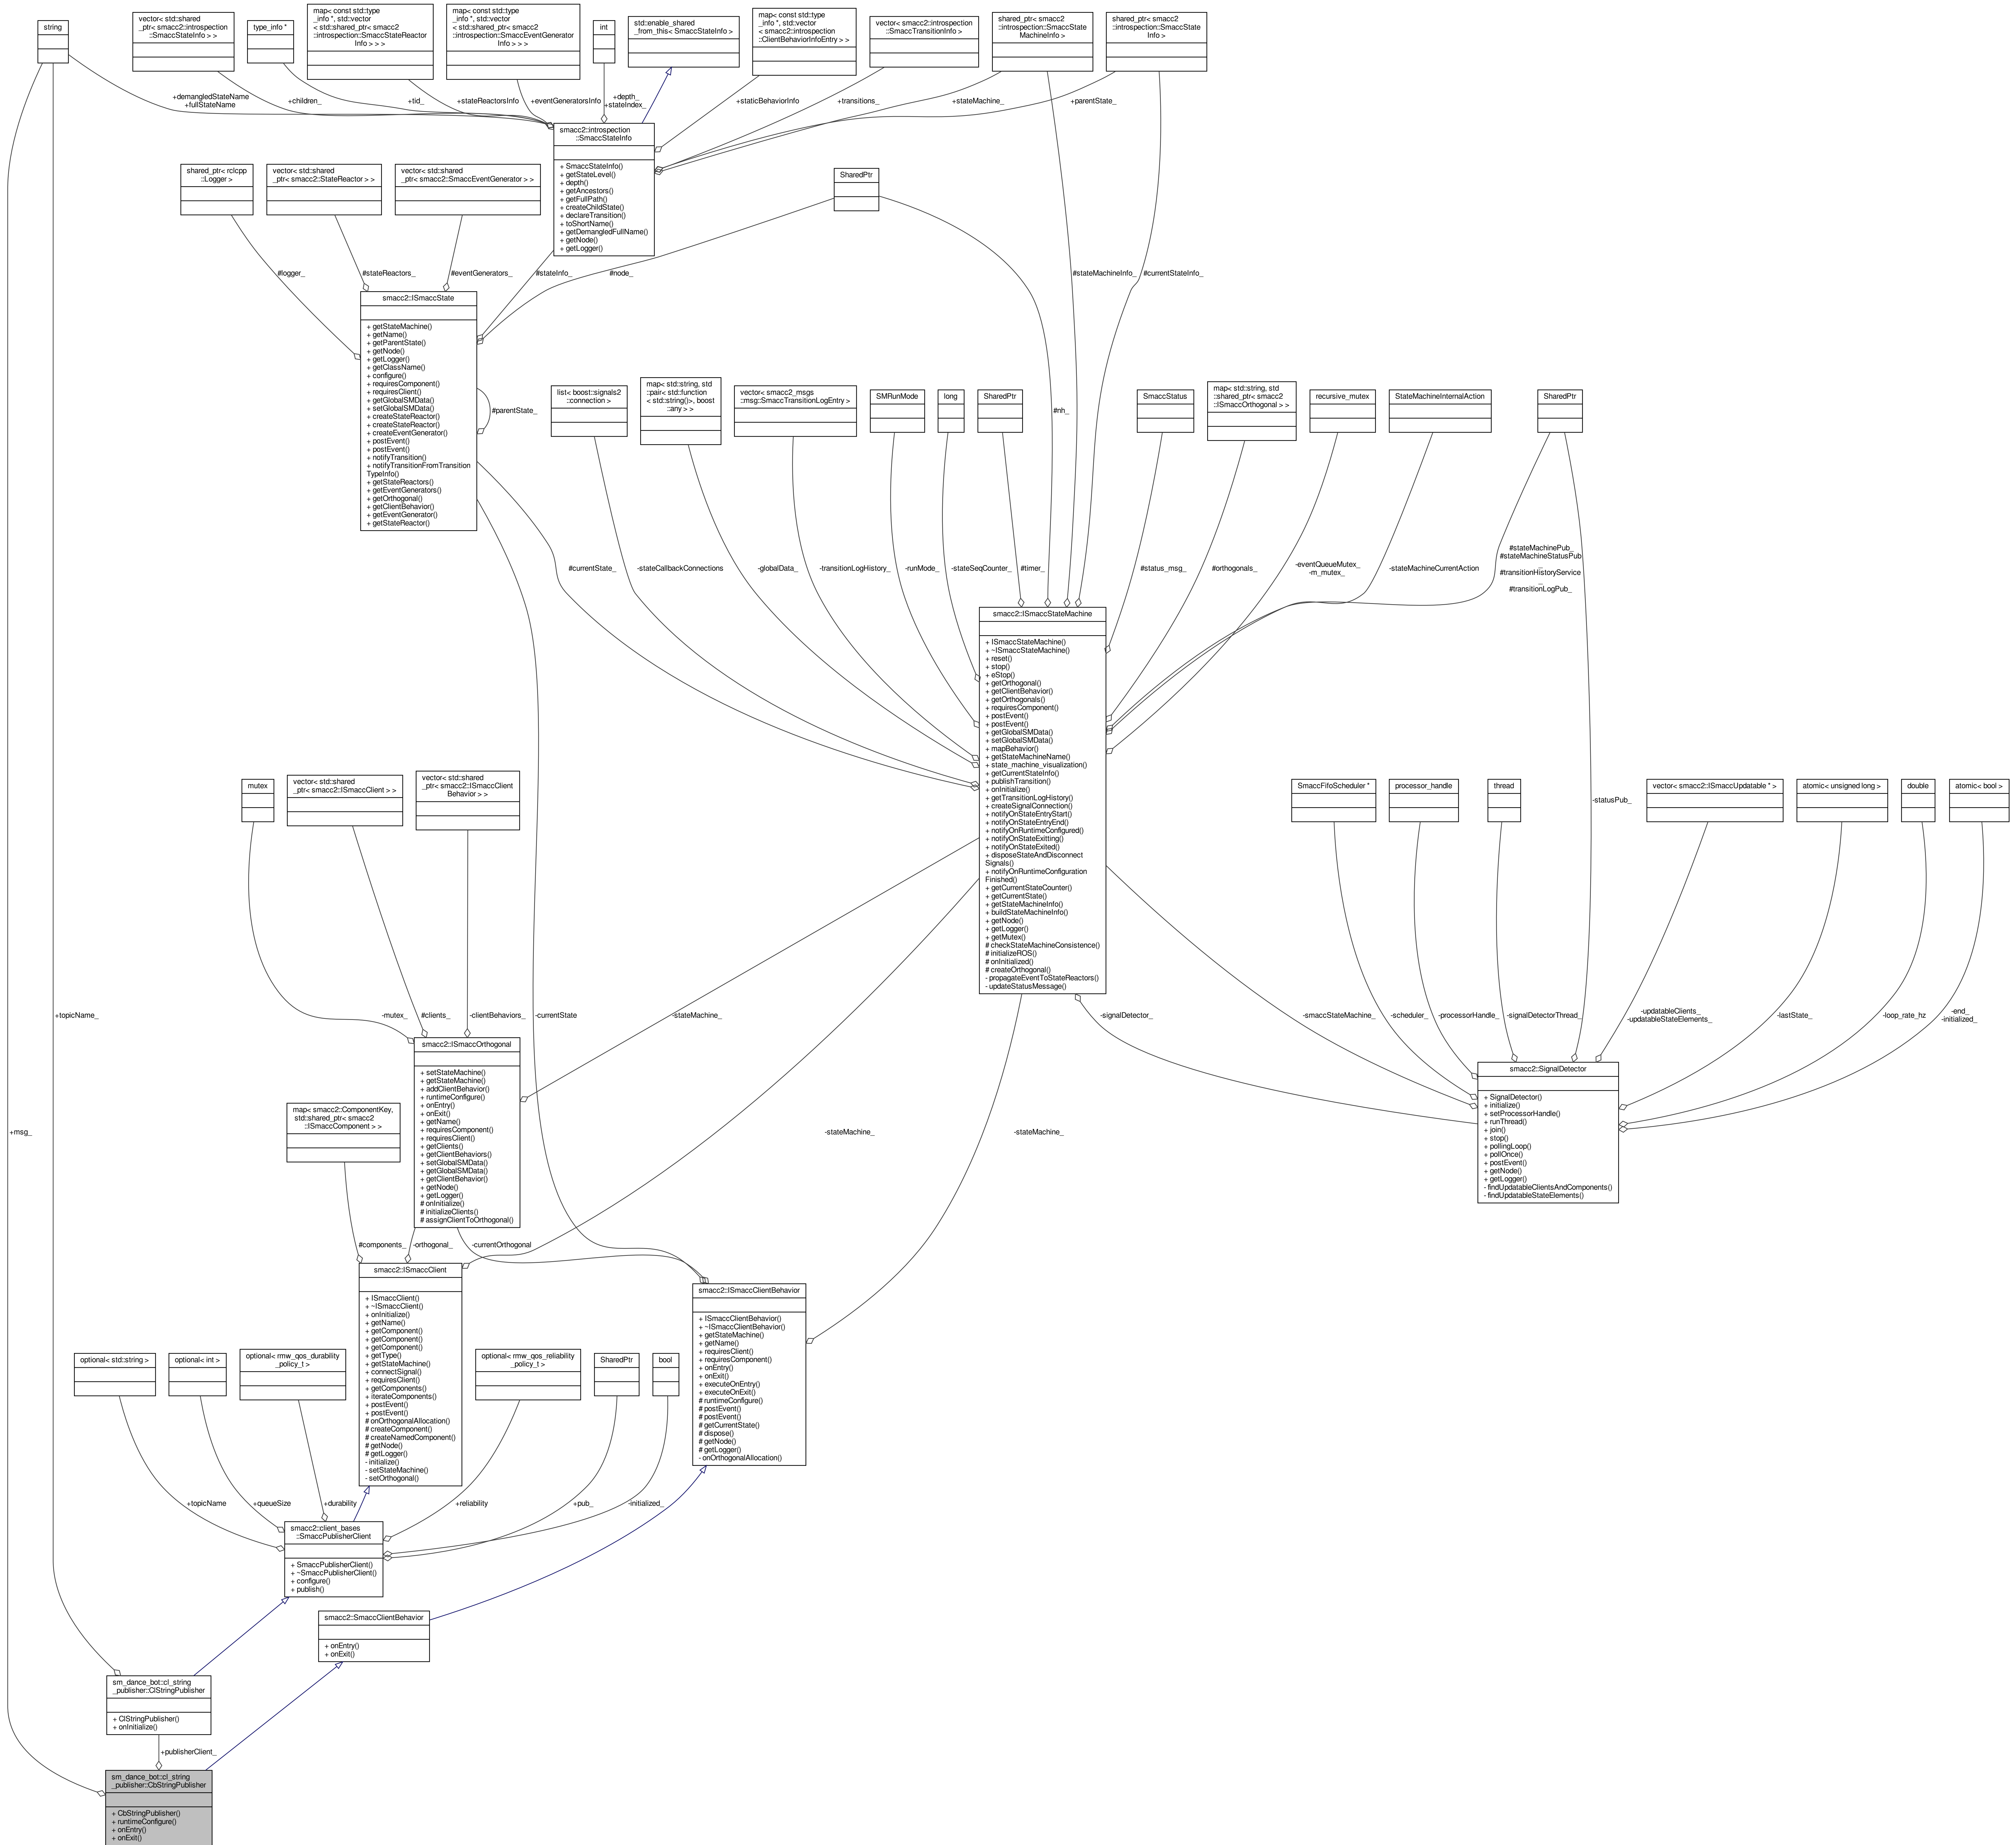 string
vector< std::shared
_ptr< smacc2::introspection
::SmaccStateInfo > >
type_info *
map< const std::type
_info *, std::vector
< std::shared_ptr< smacc2
::introspection::SmaccStateReactor
Info > > >
map< const std::type
_info *, std::vector
< std::shared_ptr< smacc2
::introspection::SmaccEventGenerator
Info > > >
int
std::enable_shared
_from_this< SmaccStateInfo >
map< const std::type
_info *, std::vector
< smacc2::introspection
::ClientBehaviorInfoEntry > >
vector< smacc2::introspection
::SmaccTransitionInfo >
shared_ptr< smacc2
::introspection::SmaccState
MachineInfo >
shared_ptr< smacc2
::introspection::SmaccState
Info >
+demangledStateName
+fullStateName
+children_
+tid_
+stateReactorsInfo
+eventGeneratorsInfo
+depth_
+stateIndex_
+staticBehaviorInfo
+transitions_
+stateMachine_
+parentState_
smacc2::introspection
::SmaccStateInfo
+ SmaccStateInfo()
+ getStateLevel()
+ depth()
+ getAncestors()
+ getFullPath()
+ createChildState()
+ declareTransition()
+ toShortName()
+ getDemangledFullName()
+ getNode()
+ getLogger()
shared_ptr< rclcpp
::Logger >
vector< std::shared
_ptr< smacc2::StateReactor > >
vector< std::shared
_ptr< smacc2::SmaccEventGenerator > >
SharedPtr
#logger_
#stateReactors_
#eventGenerators_
#stateInfo_
#node_
#stateMachineInfo_
#currentStateInfo_
smacc2::ISmaccState
+ getStateMachine()
+ getName()
+ getParentState()
+ getNode()
+ getLogger()
+ getClassName()
+ configure()
+ requiresComponent()
+ requiresClient()
+ getGlobalSMData()
+ setGlobalSMData()
+ createStateReactor()
+ createStateReactor()
+ createEventGenerator()
+ postEvent()
+ postEvent()
+ notifyTransition()
+ notifyTransitionFromTransition
TypeInfo()
+ getStateReactors()
+ getEventGenerators()
+ getOrthogonal()
+ getClientBehavior()
+ getEventGenerator()
+ getStateReactor()
#parentState_
#nh_
list< boost::signals2
::connection >
map< std::string, std
::pair< std::function
< std::string()>, boost
::any > >
vector< smacc2_msgs
::msg::SmaccTransitionLogEntry >
SMRunMode
long
SharedPtr
SmaccStatus
map< std::string, std
::shared_ptr< smacc2
::ISmaccOrthogonal > >
recursive_mutex
StateMachineInternalAction
SharedPtr
#currentState_
-stateCallbackConnections
-globalData_
-transitionLogHistory_
-runMode_
-stateSeqCounter_
#timer_
#status_msg_
#orthogonals_
-eventQueueMutex_
-m_mutex_
-stateMachineCurrentAction
#stateMachinePub_
#stateMachineStatusPub
_
#transitionHistoryService
_
#transitionLogPub_
smacc2::ISmaccStateMachine
+ ISmaccStateMachine()
+ ~ISmaccStateMachine()
+ reset()
+ stop()
+ eStop()
+ getOrthogonal()
+ getClientBehavior()
+ getOrthogonals()
+ requiresComponent()
+ postEvent()
+ postEvent()
+ getGlobalSMData()
+ setGlobalSMData()
+ mapBehavior()
+ getStateMachineName()
+ state_machine_visualization()
+ getCurrentStateInfo()
+ publishTransition()
+ onInitialize()
+ getTransitionLogHistory()
+ createSignalConnection()
+ notifyOnStateEntryStart()
+ notifyOnStateEntryEnd()
+ notifyOnRuntimeConfigured()
+ notifyOnStateExitting()
+ notifyOnStateExited()
+ disposeStateAndDisconnect
Signals()
+ notifyOnRuntimeConfiguration
Finished()
+ getCurrentStateCounter()
+ getCurrentState()
+ getStateMachineInfo()
+ buildStateMachineInfo()
+ getNode()
+ getLogger()
+ getMutex()
# checkStateMachineConsistence()
# initializeROS()
# onInitialized()
# createOrthogonal()
- propagateEventToStateReactors()
- updateStatusMessage()
mutex
vector< std::shared
_ptr< smacc2::ISmaccClient > >
vector< std::shared
_ptr< smacc2::ISmaccClient
Behavior > >
SmaccFifoScheduler *
processor_handle
thread
-statusPub_
vector< smacc2::ISmaccUpdatable * >
atomic< unsigned long >
double
atomic< bool >
+topicName_
-mutex_
#clients_
-clientBehaviors_
-currentState
-stateMachine_
-signalDetector_
-smaccStateMachine_
-scheduler_
-processorHandle_
-signalDetectorThread_
-updatableClients_
-updatableStateElements_
-lastState_
-loop_rate_hz
-end_
-initialized_
smacc2::ISmaccOrthogonal
+ setStateMachine()
+ getStateMachine()
+ addClientBehavior()
+ runtimeConfigure()
+ onEntry()
+ onExit()
+ getName()
+ requiresComponent()
+ requiresClient()
+ getClients()
+ getClientBehaviors()
+ setGlobalSMData()
+ getGlobalSMData()
+ getClientBehavior()
+ getNode()
+ getLogger()
# onInitialize()
# initializeClients()
# assignClientToOrthogonal()
smacc2::SignalDetector
+ SignalDetector()
+ initialize()
+ setProcessorHandle()
+ runThread()
+ join()
+ stop()
+ pollingLoop()
+ pollOnce()
+ postEvent()
+ getNode()
+ getLogger()
- findUpdatableClientsAndComponents()
- findUpdatableStateElements()
map< smacc2::ComponentKey,
std::shared_ptr< smacc2
::ISmaccComponent > >
+msg_
-stateMachine_
-stateMachine_
#components_
-orthogonal_
-currentOrthogonal
smacc2::ISmaccClient
+ ISmaccClient()
+ ~ISmaccClient()
+ onInitialize()
+ getName()
+ getComponent()
+ getComponent()
+ getComponent()
+ getType()
+ getStateMachine()
+ connectSignal()
+ requiresClient()
+ getComponents()
+ iterateComponents()
+ postEvent()
+ postEvent()
# onOrthogonalAllocation()
# createComponent()
# createNamedComponent()
# getNode()
# getLogger()
- initialize()
- setStateMachine()
- setOrthogonal()
smacc2::ISmaccClientBehavior
+ ISmaccClientBehavior()
+ ~ISmaccClientBehavior()
+ getStateMachine()
+ getName()
+ requiresClient()
+ requiresComponent()
+ onEntry()
+ onExit()
+ executeOnEntry()
+ executeOnExit()
# runtimeConfigure()
# postEvent()
# postEvent()
# getCurrentState()
# dispose()
# getNode()
# getLogger()
- onOrthogonalAllocation()
optional< std::string >
optional< int >
optional< rmw_qos_durability
_policy_t >
optional< rmw_qos_reliability
_policy_t >
SharedPtr
bool
+topicName
+queueSize
+durability
+reliability
+pub_
-initialized_
smacc2::client_bases
::SmaccPublisherClient
+ SmaccPublisherClient()
+ ~SmaccPublisherClient()
+ configure()
+ publish()
smacc2::SmaccClientBehavior
+ onEntry()
+ onExit()
sm_dance_bot::cl_string
_publisher::ClStringPublisher
+ ClStringPublisher()
+ onInitialize()
+publisherClient_
sm_dance_bot::cl_string
_publisher::CbStringPublisher
+ CbStringPublisher()
+ runtimeConfigure()
+ onEntry()
+ onExit()